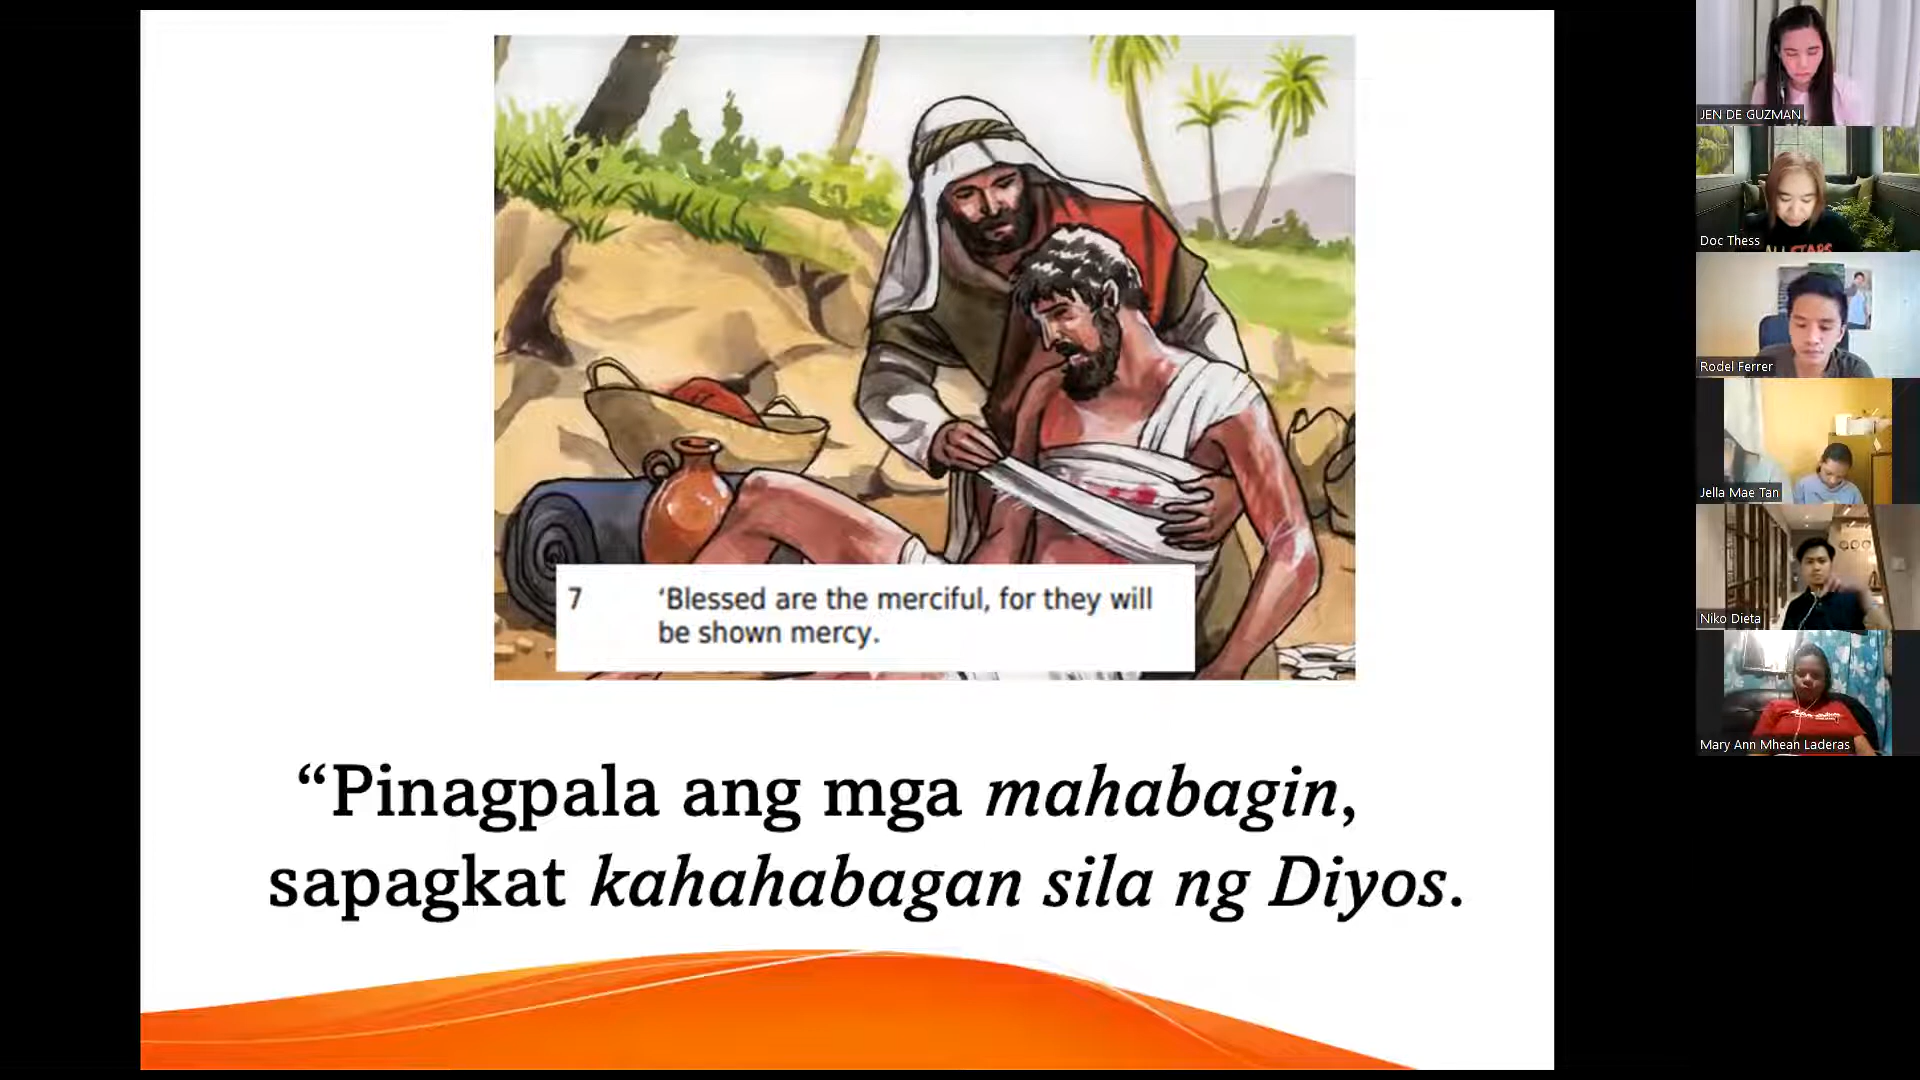 7 ‘Blessed are the merciful, for they will
be shown mercy.
“Pinagpala ang mga mahabagin,
sapagkat kahahabagan sila ng Diyos.
JEN DE GUZMAN
Doc Thess
Rodel Ferrer
Jella Mae Tan
Niko Dieta
Mary Ann Mhean Laderas